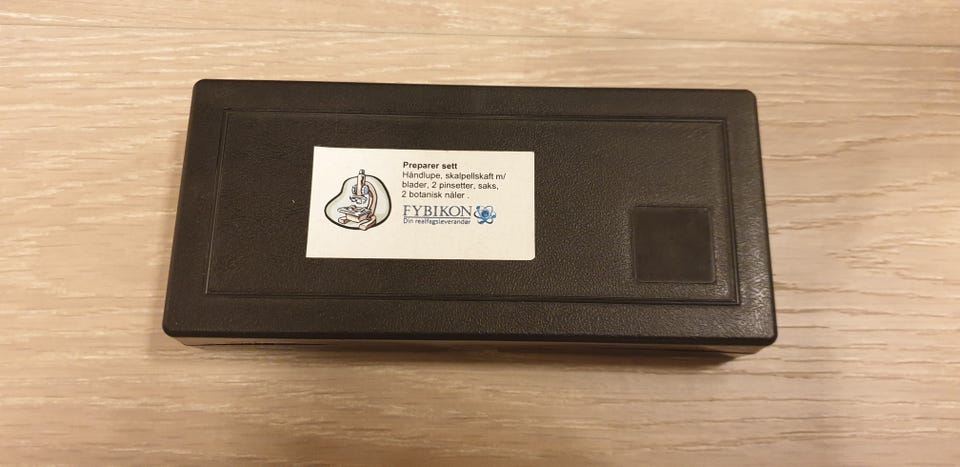 Preparer sett
Håndlupe, skalpellskaft m/
blader, 2 pinsetter, saks,
2 botanisk nåler .
FYBIKON
Din realfagsleverandør